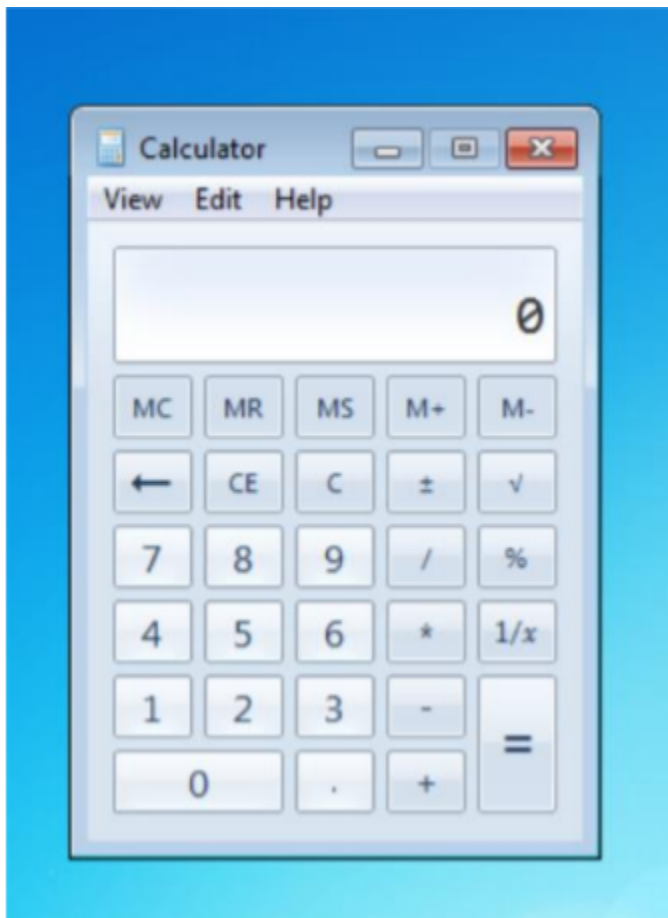 Calculator
View Edit Help
0
MC MR MS M+ M-
← CE C ± √
7 8 9 / %
4 5 6 * 1/x
1 2 3 - =
0 . +